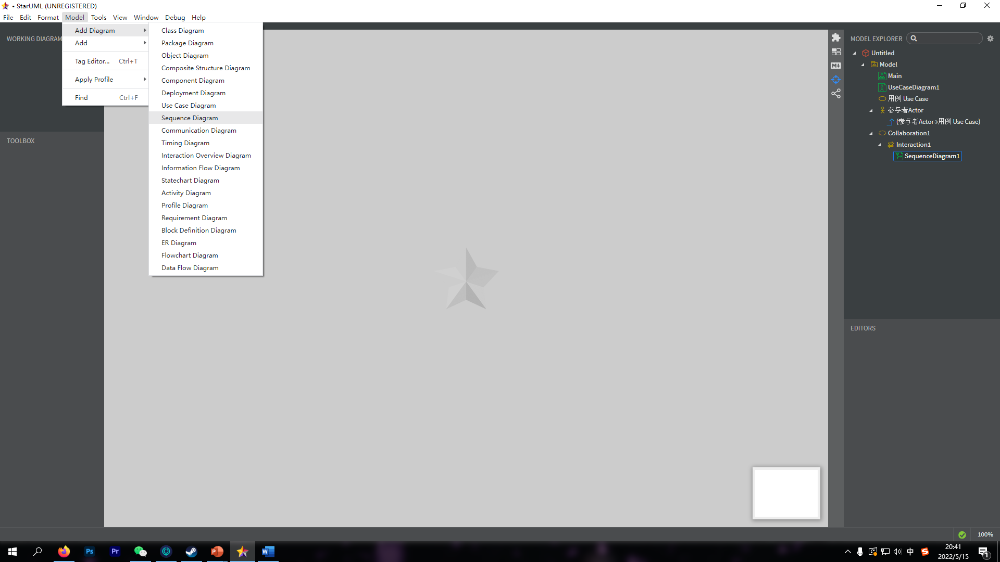 • StarUML (UNREGISTERED)
File Edit Format Model Tools View Window Debug Help
WORKING DIAGRAM
Add Diagram
Add
Tag Editor... Ctrl+T
Apply Profile
Find Ctrl+F
Class Diagram
Package Diagram
Object Diagram
Composite Structure Diagram
Component Diagram
Deployment Diagram
Use Case Diagram
Sequence Diagram
Communication Diagram
Timing Diagram
Interaction Overview Diagram
Information Flow Diagram
Statechart Diagram
Activity Diagram
Profile Diagram
Requirement Diagram
Block Definition Diagram
ER Diagram
Flowchart Diagram
Data Flow Diagram
TOOLBOX
MODEL EXPLORER
Untitled
Model
Main
UseCaseDiagram1
用例 Use Case
参与者Actor
(参与者Actor→用例 Use Case)
Collaboration1
Interaction1
SequenceDiagram1
EDITORS
100%
Ps Pr P W
中 S
20:41
2022/5/15
1